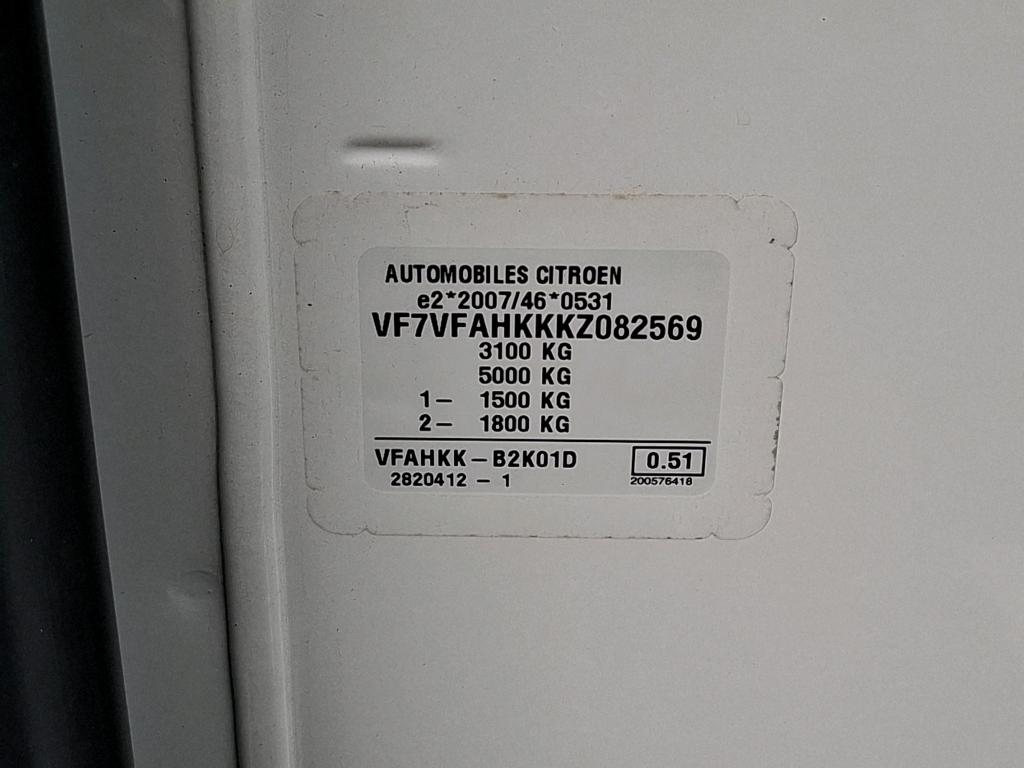 AUTOMOBILES CITROEN
e2*2007/46*0531
VF7VFAHKKKZ082569
3100 KG
5000 KG
1- 1500 KG
2- 1800 KG
VFAHKK-B2K01D 0.51
2820412 - 1 200576418